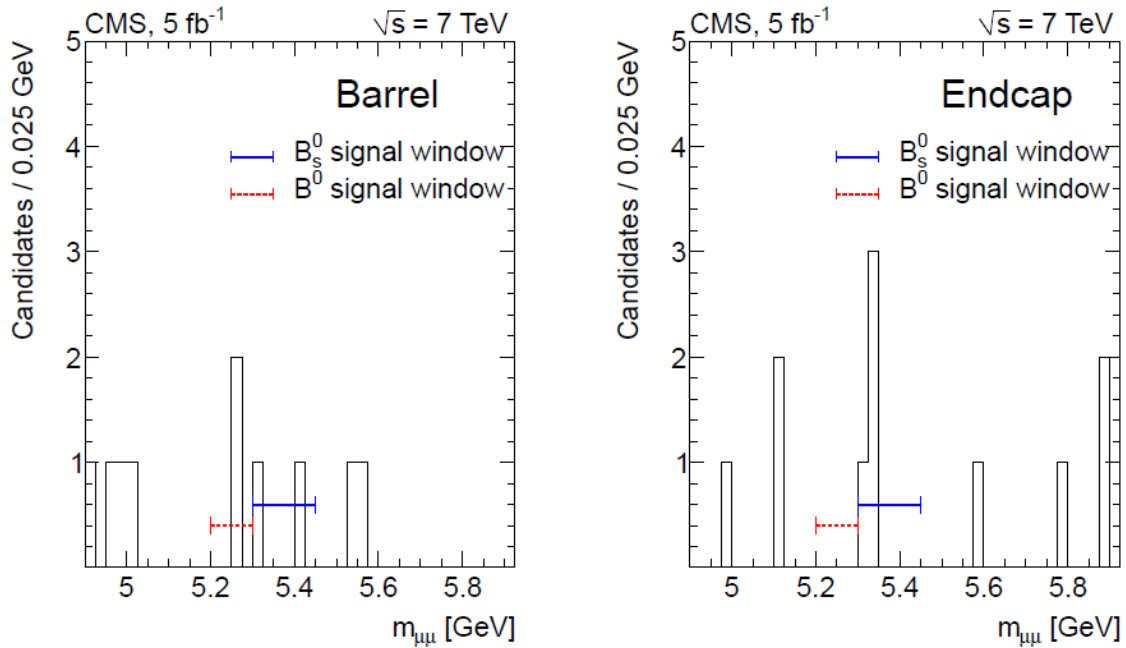 CMS, 5 fb⁻¹ √s = 7 TeV
Candidates / 0.025 GeV
Barrel
B⁰ₛ signal window
B⁰ signal window
5
4
3
2
1
5 5.2 5.4 5.6 5.8
mμμ [GeV]
CMS, 5 fb⁻¹ √s = 7 TeV
Candidates / 0.025 GeV
Endcap
B⁰ₛ signal window
B⁰ signal window
5
4
3
2
1
5 5.2 5.4 5.6 5.8
mμμ [GeV]